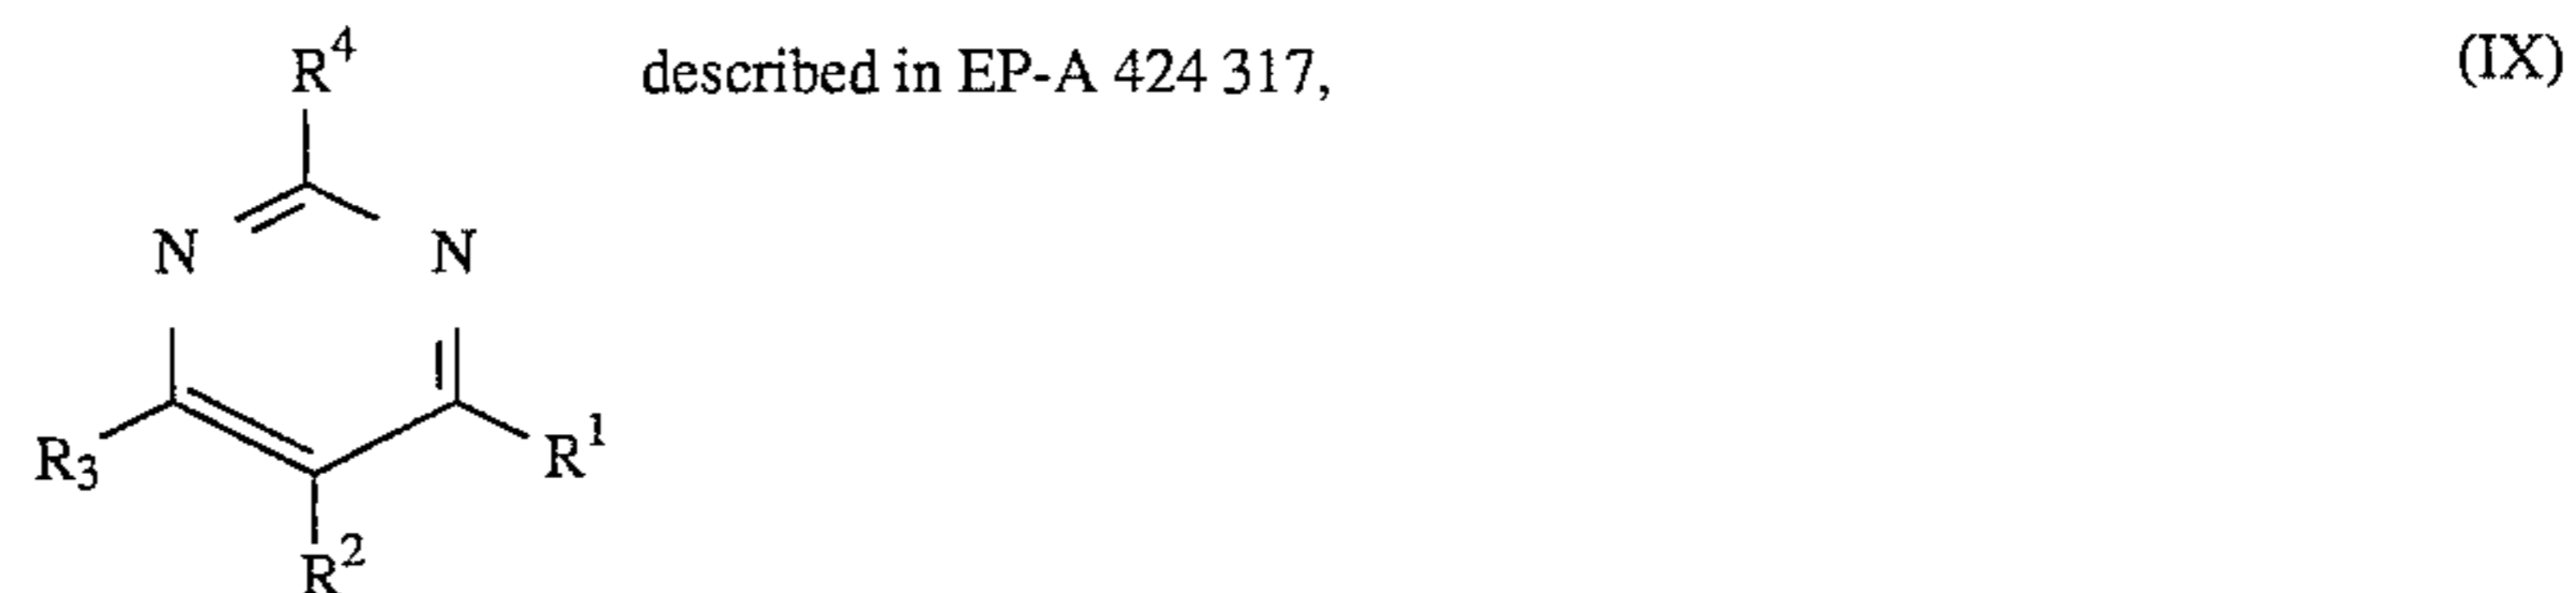 R⁴ described in EP-A 424 317, (IX)
N N
R₃ R¹
R²